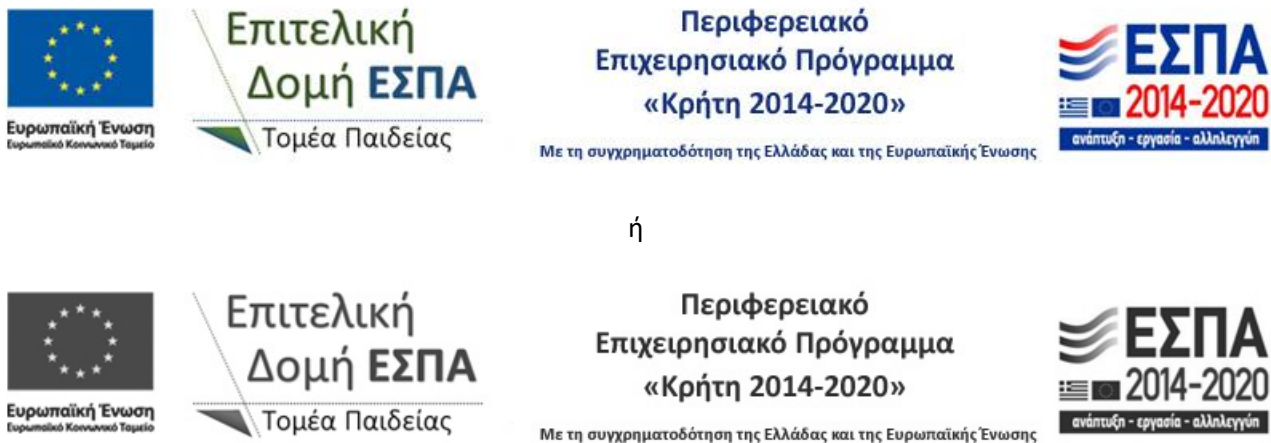 Ευρωπαϊκή Ένωση
Ευρωπαϊκό Κοινωνικό Ταμείο
Επιτελική
Δομή ΕΣΠΑ
Τομέα Παιδείας
Περιφερειακό
Επιχειρησιακό Πρόγραμμα
«Κρήτη 2014-2020»
Με τη συγχρηματοδότηση της Ελλάδας και της Ευρωπαϊκής Ένωσης
ΕΣΠΑ
2014-2020
ανάπτυξη - εργασία - αλληλεγγύη
ή
Ευρωπαϊκή Ένωση
Ευρωπαϊκό Κοινωνικό Ταμείο
Επιτελική
Δομή ΕΣΠΑ
Τομέα Παιδείας
Περιφερειακό
Επιχειρησιακό Πρόγραμμα
«Κρήτη 2014-2020»
Με τη συγχρηματοδότηση της Ελλάδας και της Ευρωπαϊκής Ένωσης
ΕΣΠΑ
2014-2020
ανάπτυξη - εργασία - αλληλεγγύη